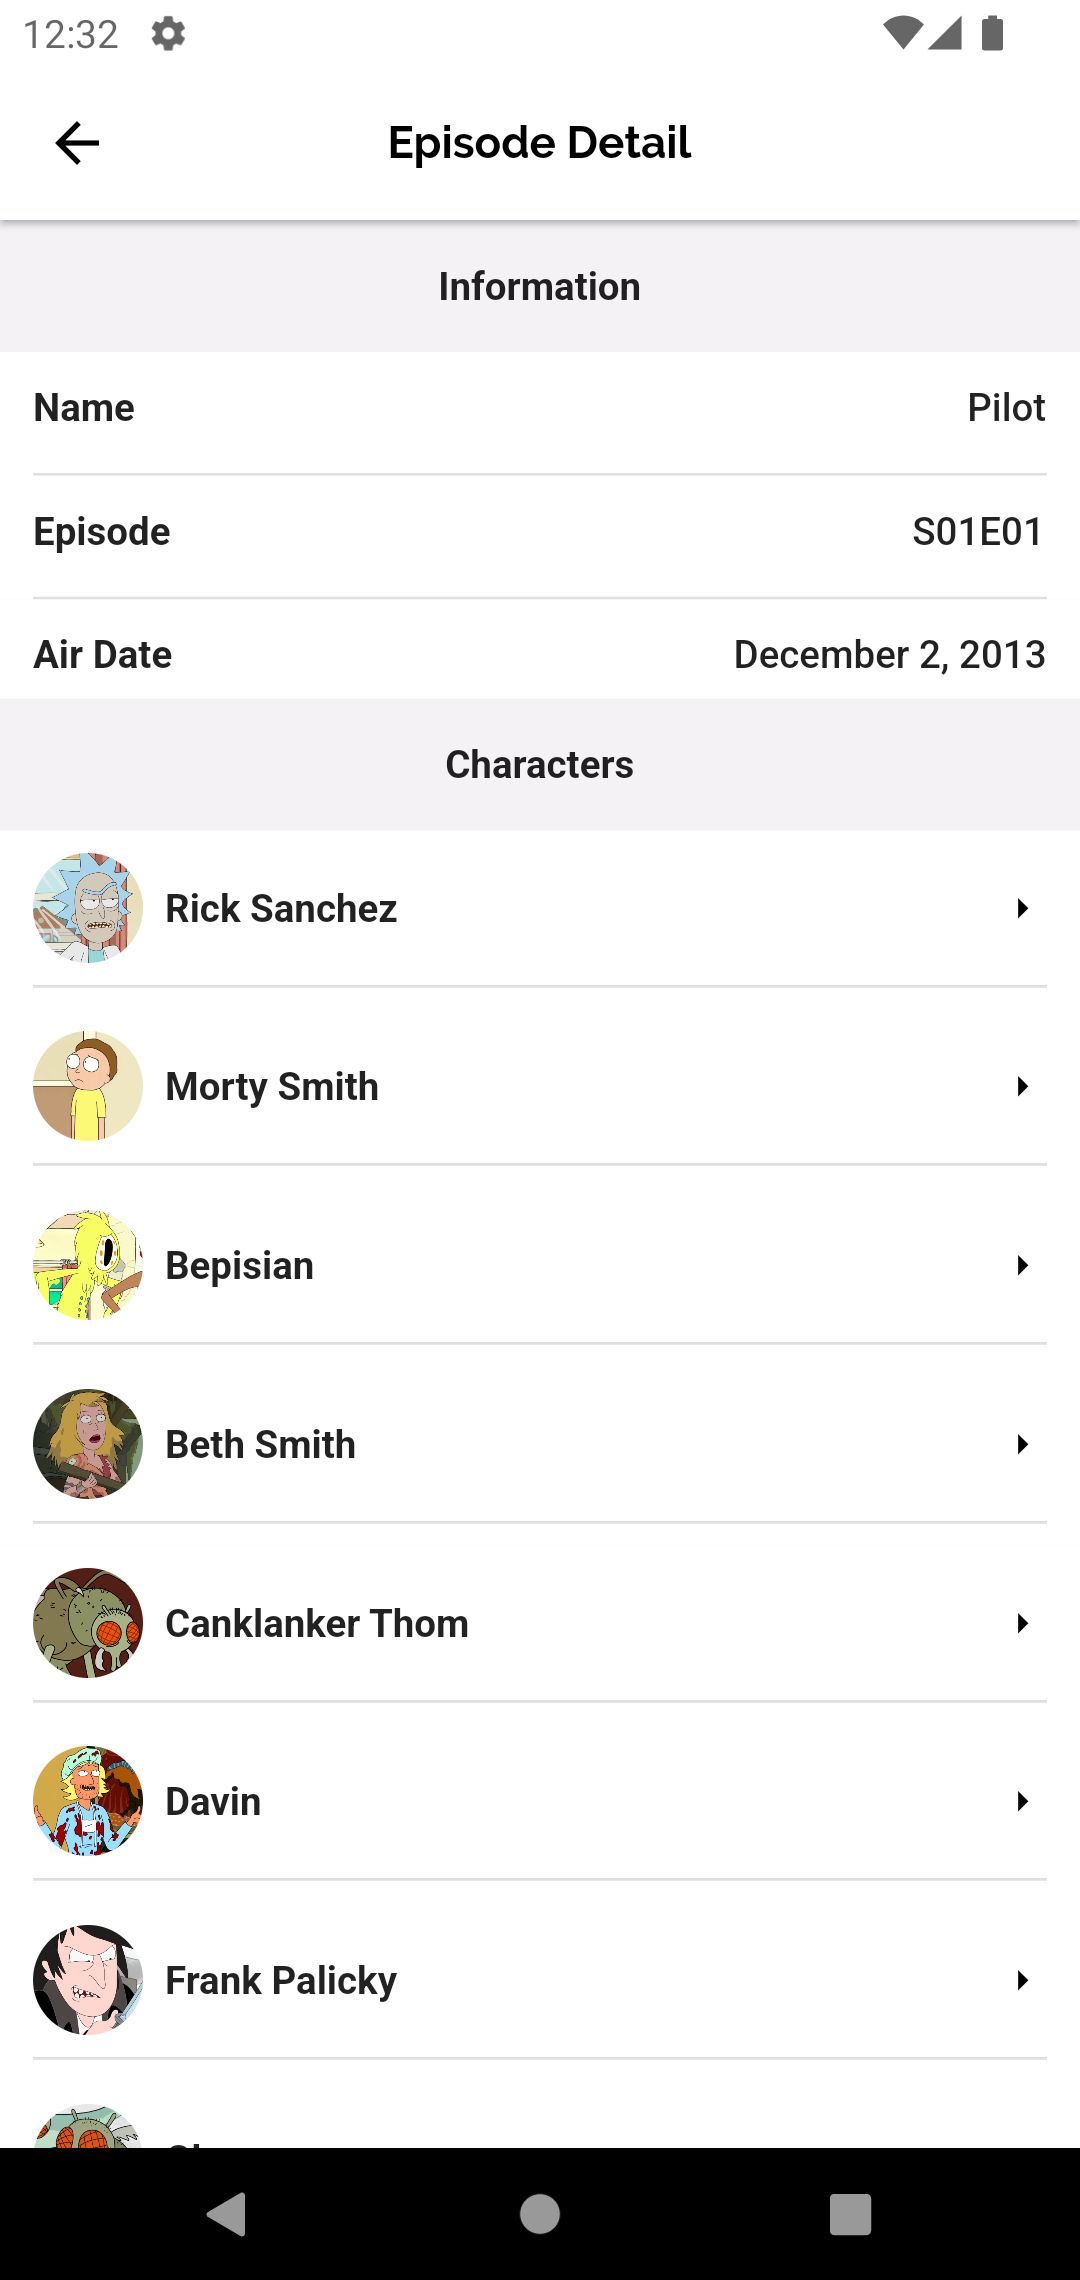 12:32
Episode Detail
Information
Name Pilot
Episode S01E01
Air Date December 2, 2013
Characters
Rick Sanchez
Morty Smith
Bepisian
Beth Smith
Canklanker Thom
Davin
Frank Palicky